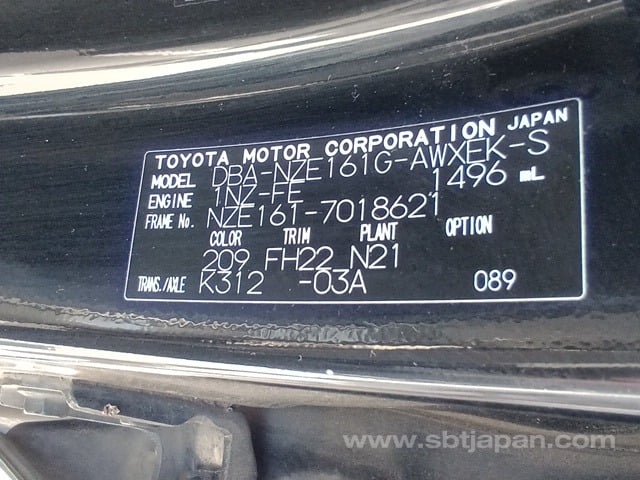 TOYOTA MOTOR CORPORATION JAPAN
MODEL DBA-NZE161G-AWXEK-S
ENGINE 1NZ-FE 1496 mL
FRAME No. NZE161-7018621
COLOR TRIM PLANT OPTION
209 FH22 N21
TRANS./AXLE K312 -03A 089
www.sbtjapan.com